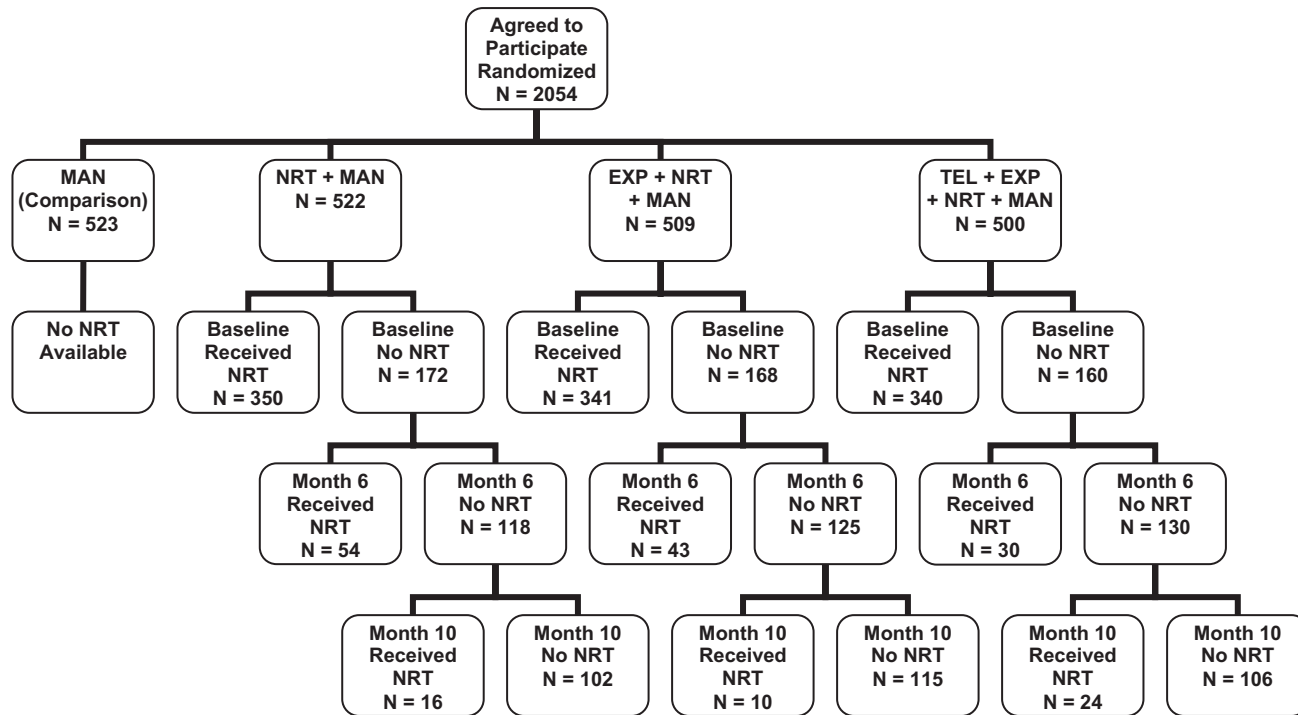 Agreed to
Participate
Randomized
N = 2054
MAN
(Comparison)
N = 523
NRT + MAN
N = 522
EXP + NRT
+ MAN
N = 509
TEL + EXP
+ NRT + MAN
N = 500
No NRT
Available
Baseline
Received
NRT
N = 350
Baseline
No NRT
N = 172
Baseline
Received
NRT
N = 341
Baseline
No NRT
N = 168
Baseline
Received
NRT
N = 340
Baseline
No NRT
N = 160
Month 6
Received
NRT
N = 54
Month 6
No NRT
N = 118
Month 6
Received
NRT
N = 43
Month 6
No NRT
N = 125
Month 6
Received
NRT
N = 30
Month 6
No NRT
N = 130
Month 10
Received
NRT
N = 16
Month 10
No NRT
N = 102
Month 10
Received
NRT
N = 10
Month 10
No NRT
N = 115
Month 10
Received
NRT
N = 24
Month 10
No NRT
N = 106